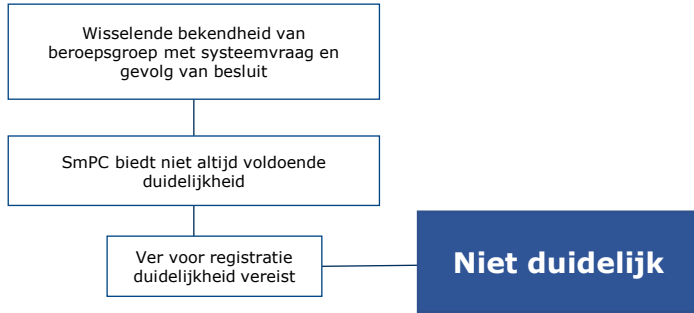 Wisselende bekendheid van
beroepsgroep met systeemvraag en
gevolg van besluit
SmPC biedt niet altijd voldoende
duidelijkheid
Ver voor registratie
duidelijkheid vereist
Niet duidelijk